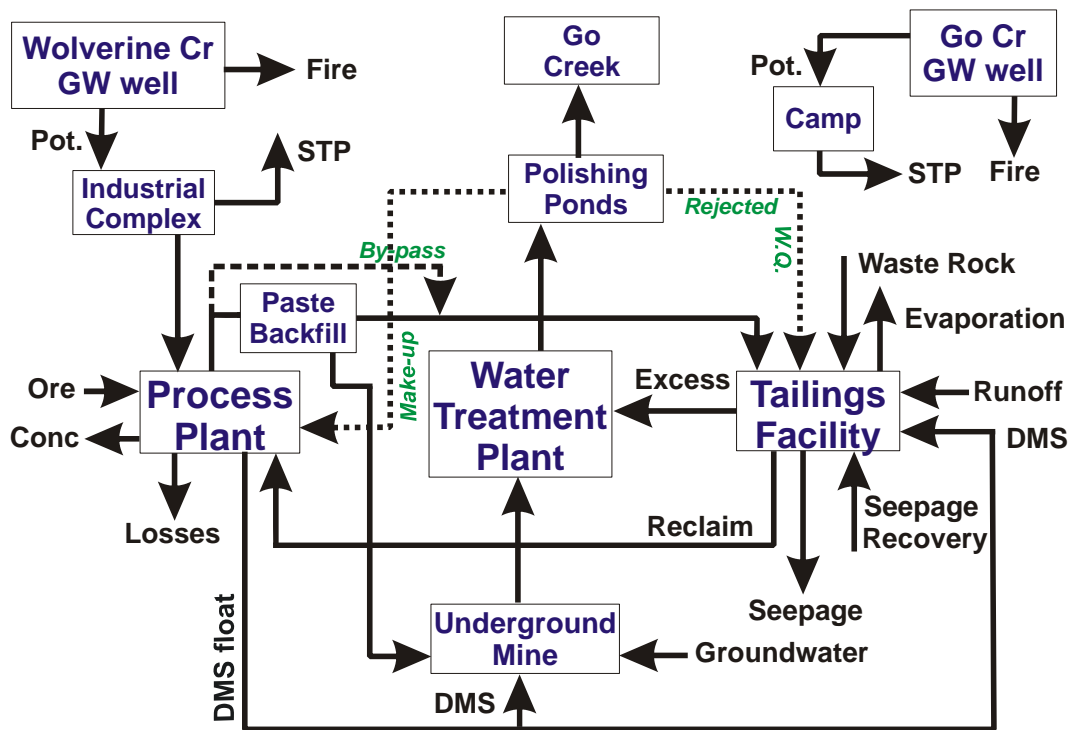 Wolverine Cr
GW well
Fire
Pot.
STP
Industrial
Complex
Go
Creek
Polishing
Ponds
Go Cr
GW well
Pot.
Camp
STP
Fire
Rejected
W.Q.
By-pass
Make-up
Paste
Backfill
Waste Rock
Evaporation
Ore
Conc
Process
Plant
Losses
Water
Treatment
Plant
Excess
Tailings
Facility
Runoff
DMS
Seepage
Recovery
Reclaim
Seepage
DMS float
Underground
Mine
Groundwater
DMS